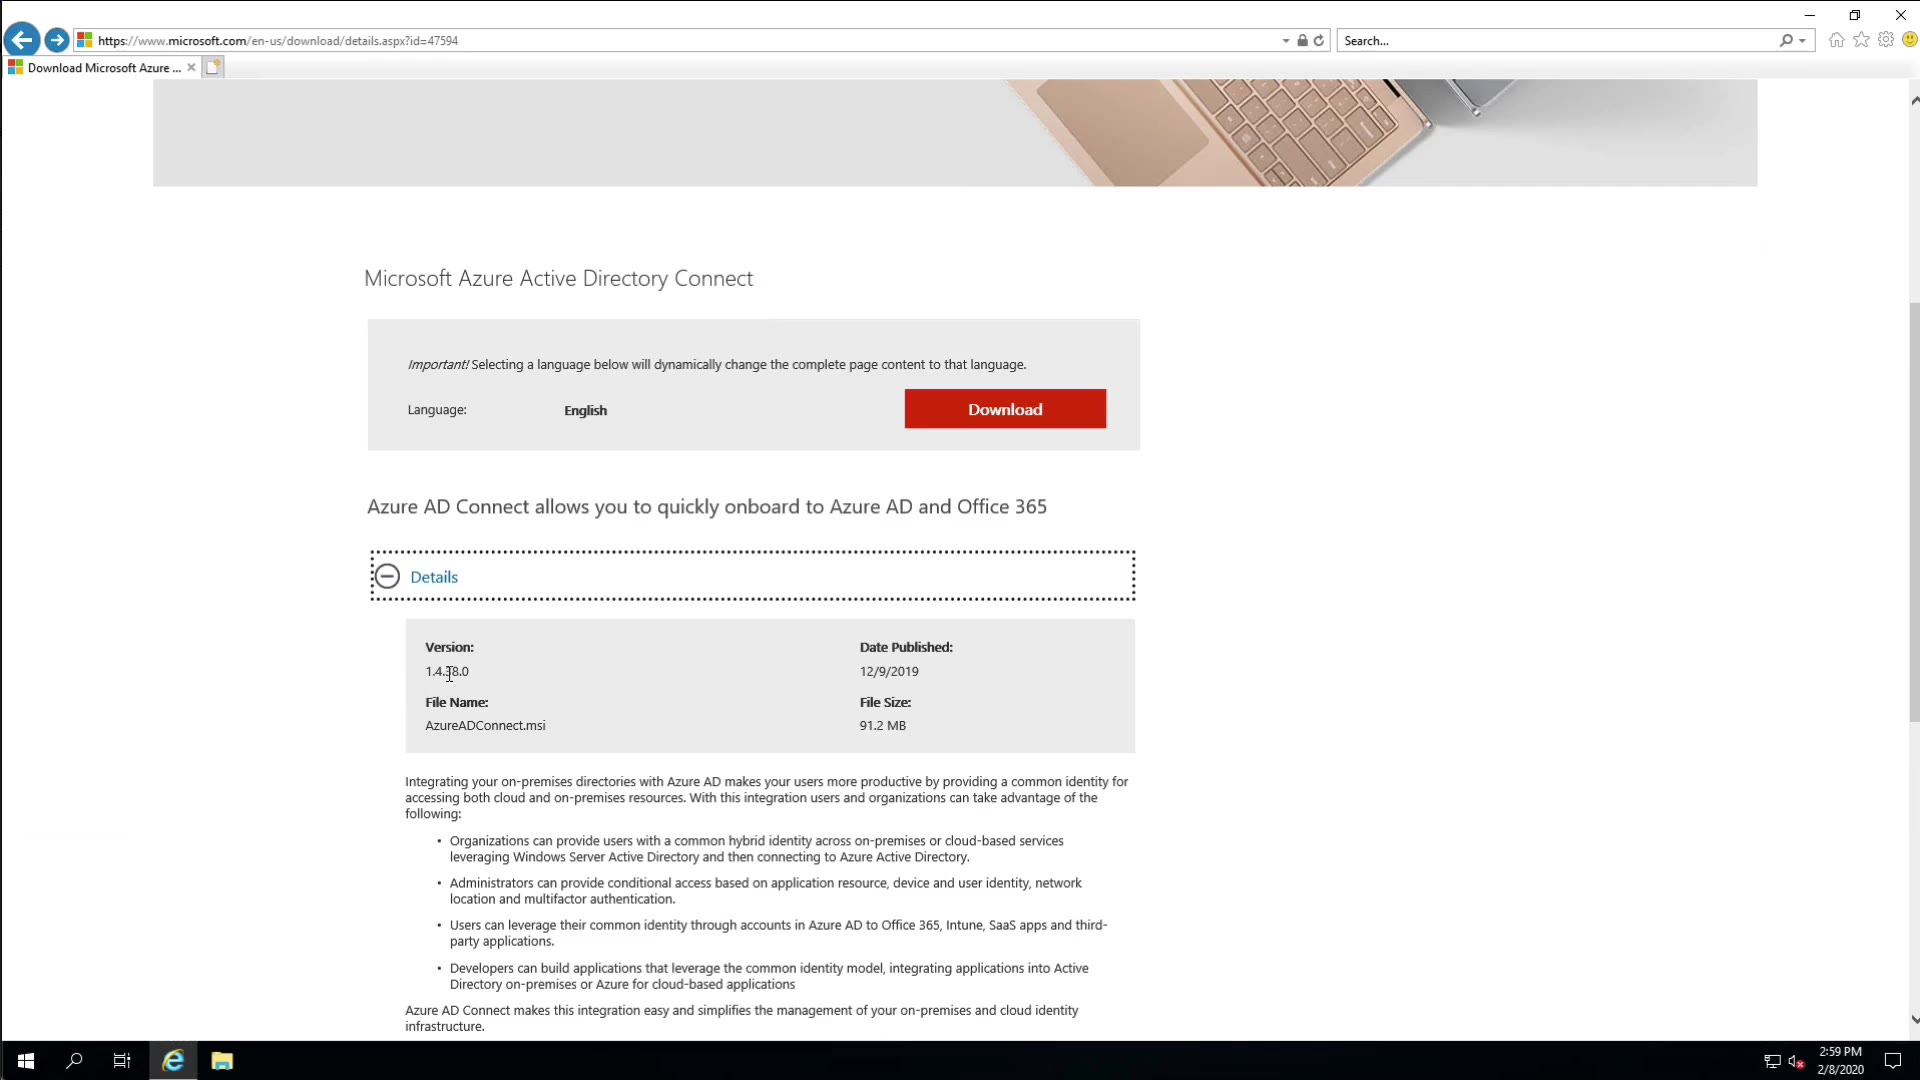 https://www.microsoft.com/en-us/download/details.aspx?id=47594
Search...
Download Microsoft Azure ...
Microsoft Azure Active Directory Connect
Important! Selecting a language below will dynamically change the complete page content to that language.
Language:
English
Download
Azure AD Connect allows you to quickly onboard to Azure AD and Office 365
Details
Version:
Date Published:
1.4.38.0
12/9/2019
File Name:
File Size:
AzureADConnect.msi
91.2 MB
Integrating your on-premises directories with Azure AD makes your users more productive by providing a common identity for
accessing both cloud and on-premises resources. With this integration users and organizations can take advantage of the
following:
• Organizations can provide users with a common hybrid identity across on-premises or cloud-based services
leveraging Windows Server Active Directory and then connecting to Azure Active Directory.
• Administrators can provide conditional access based on application resource, device and user identity, network
location and multifactor authentication.
• Users can leverage their common identity through accounts in Azure AD to Office 365, Intune, SaaS apps and third-
party applications.
• Developers can build applications that leverage the common identity model, integrating applications into Active
Directory on-premises or Azure for cloud-based applications
Azure AD Connect makes this integration easy and simplifies the management of your on-premises and cloud identity
infrastructure.
2:59 PM
2/8/2020